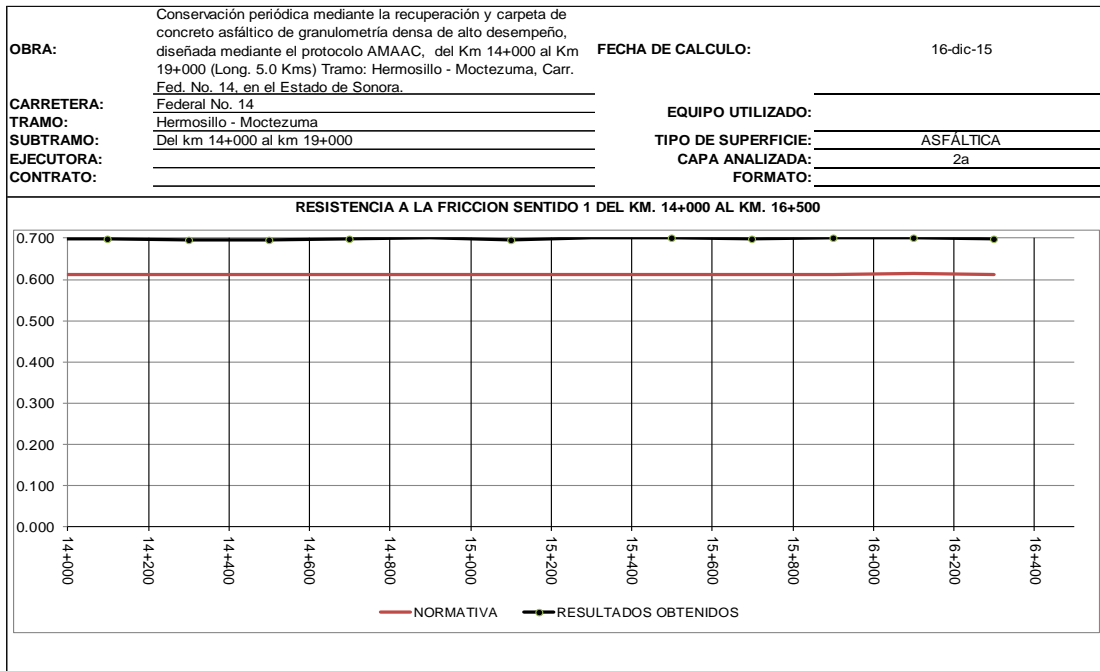 OBRA:
Conservación periódica mediante la recuperación y carpeta de
concreto asfáltico de granulometría densa de alto desempeño,
diseñada mediante el protocolo AMAAC, del Km 14+000 al Km
19+000 (Long. 5.0 Kms) Tramo: Hermosillo - Moctezuma, Carr.
Fed. No. 14, en el Estado de Sonora.
FECHA DE CALCULO: 16-dic-15
CARRETERA: Federal No. 14
TRAMO: Hermosillo - Moctezuma
SUBTRAMO: Del km 14+000 al km 19+000
EJECUTORA:
CONTRATO:
EQUIPO UTILIZADO:
TIPO DE SUPERFICIE: ASFÁLTICA
CAPA ANALIZADA: 2a
FORMATO:
RESISTENCIA A LA FRICCION SENTIDO 1 DEL KM. 14+000 AL KM. 16+500
0.700
0.600
0.500
0.400
0.300
0.200
0.100
0.000
14+000
14+200
14+400
14+600
14+800
15+000
15+200
15+400
15+600
15+800
16+000
16+200
16+400
NORMATIVA
RESULTADOS OBTENIDOS